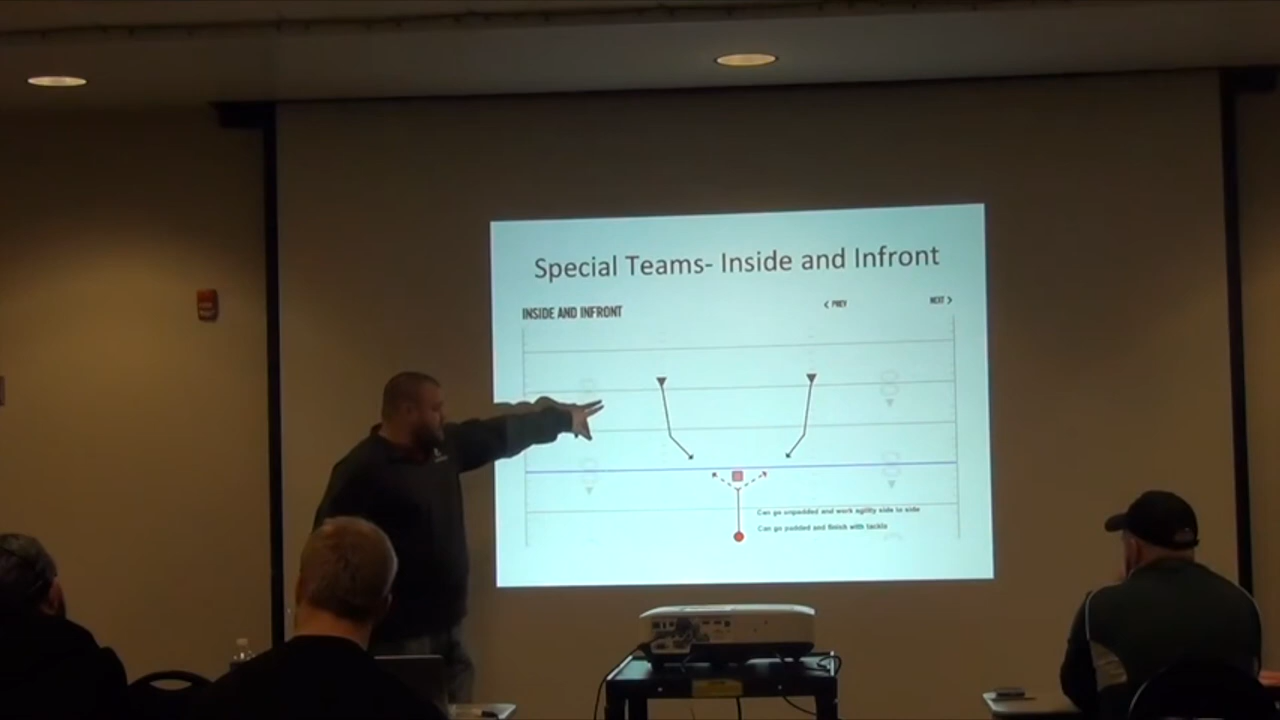 Special Teams- Inside and Infront
INSIDE AND INFRONT
< PREV
NEXT >
Can go unpadded and work agility side to side
Can go padded and finish with tackle